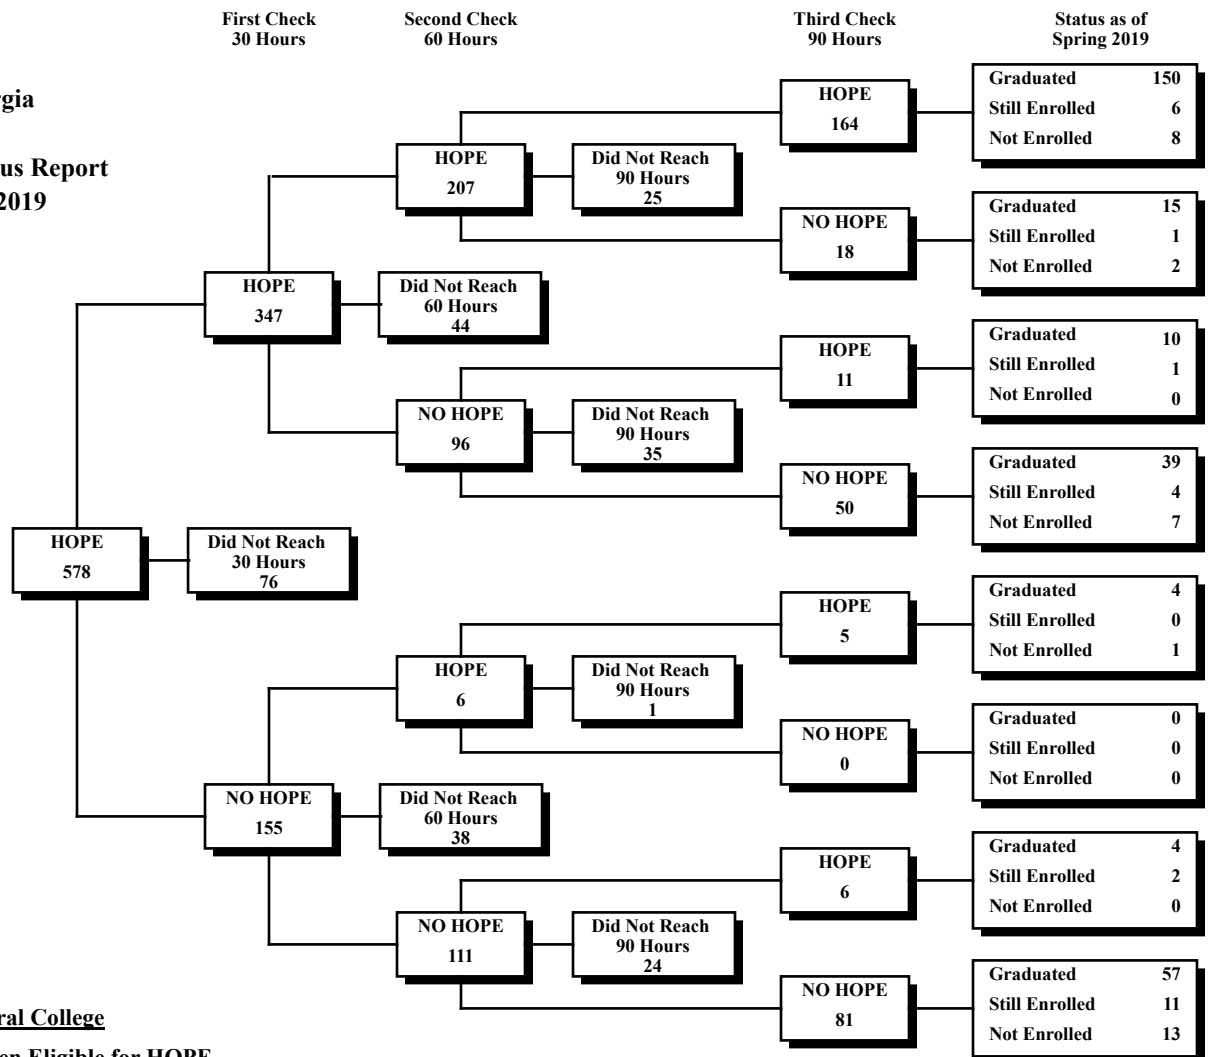 First Check
30 Hours
Second Check
60 Hours
Third Check
90 Hours
Status as of
Spring 2019
rgia
us Report
2019
HOPE
578
Did Not Reach
30 Hours
76
HOPE
347
Did Not Reach
60 Hours
44
HOPE
207
Did Not Reach
90 Hours
25
HOPE
164
Graduated 150
Still Enrolled 6
Not Enrolled 8
NO HOPE
18
Graduated 15
Still Enrolled 1
Not Enrolled 2
NO HOPE
96
Did Not Reach
90 Hours
35
HOPE
11
Graduated 10
Still Enrolled 1
Not Enrolled 0
NO HOPE
50
Graduated 39
Still Enrolled 4
Not Enrolled 7
NO HOPE
155
Did Not Reach
60 Hours
38
HOPE
6
Did Not Reach
90 Hours
1
HOPE
5
Graduated 4
Still Enrolled 0
Not Enrolled 1
NO HOPE
0
Graduated 0
Still Enrolled 0
Not Enrolled 0
NO HOPE
111
Did Not Reach
90 Hours
24
HOPE
6
Graduated 4
Still Enrolled 2
Not Enrolled 0
NO HOPE
81
Graduated 57
Still Enrolled 11
Not Enrolled 13
ral College
en Eligible for HOPE